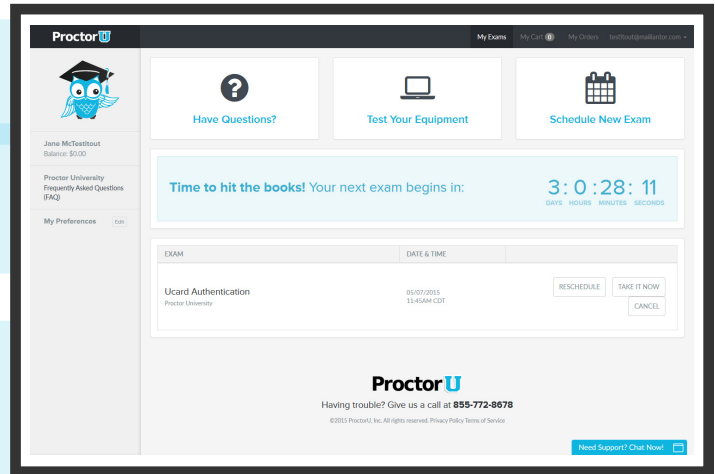 ProctorU
My Exams My Cart 0 My Orders testitout@mailiantor.com
Have Questions?
Test Your Equipment
Schedule New Exam
Jane McTestitout
Balance: $0.00
Proctor University
Frequently Asked Questions
(FAQ)
My Preferences Edit
Time to hit the books! Your next exam begins in:
3 : 0 : 28 : 11
DAYS HOURS MINUTES SECONDS
EXAM DATE & TIME
Ucard Authentication
Proctor University
05/07/2015
11:45AM CDT
RESCHEDULE TAKE IT NOW
CANCEL
ProctorU
Having trouble? Give us a call at 855-772-8678
©2015 ProctorU, Inc. All rights reserved. Privacy Policy Terms of Service
Need Support? Chat Now!